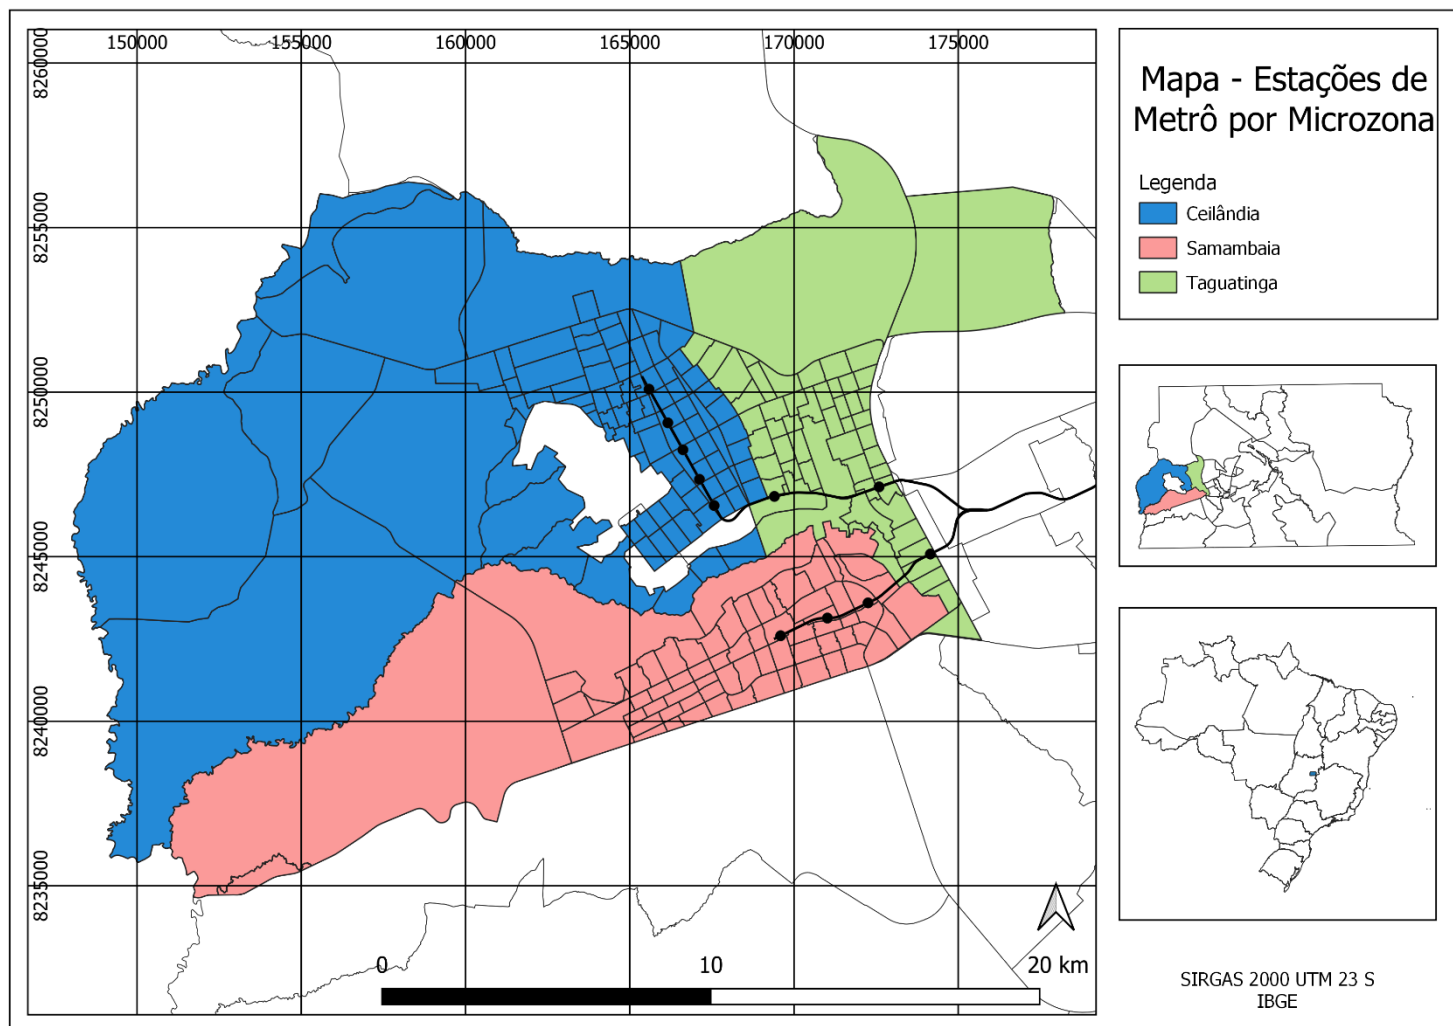 150000 155000 160000 165000 170000 175000
8260000
8255000
8250000
8245000
8240000
8235000
0 10 20 km
Mapa - Estações de
Metrô por Microzona
Legenda
Ceilândia
Samambaia
Taguatinga
SIRGAS 2000 UTM 23 S
IBGE